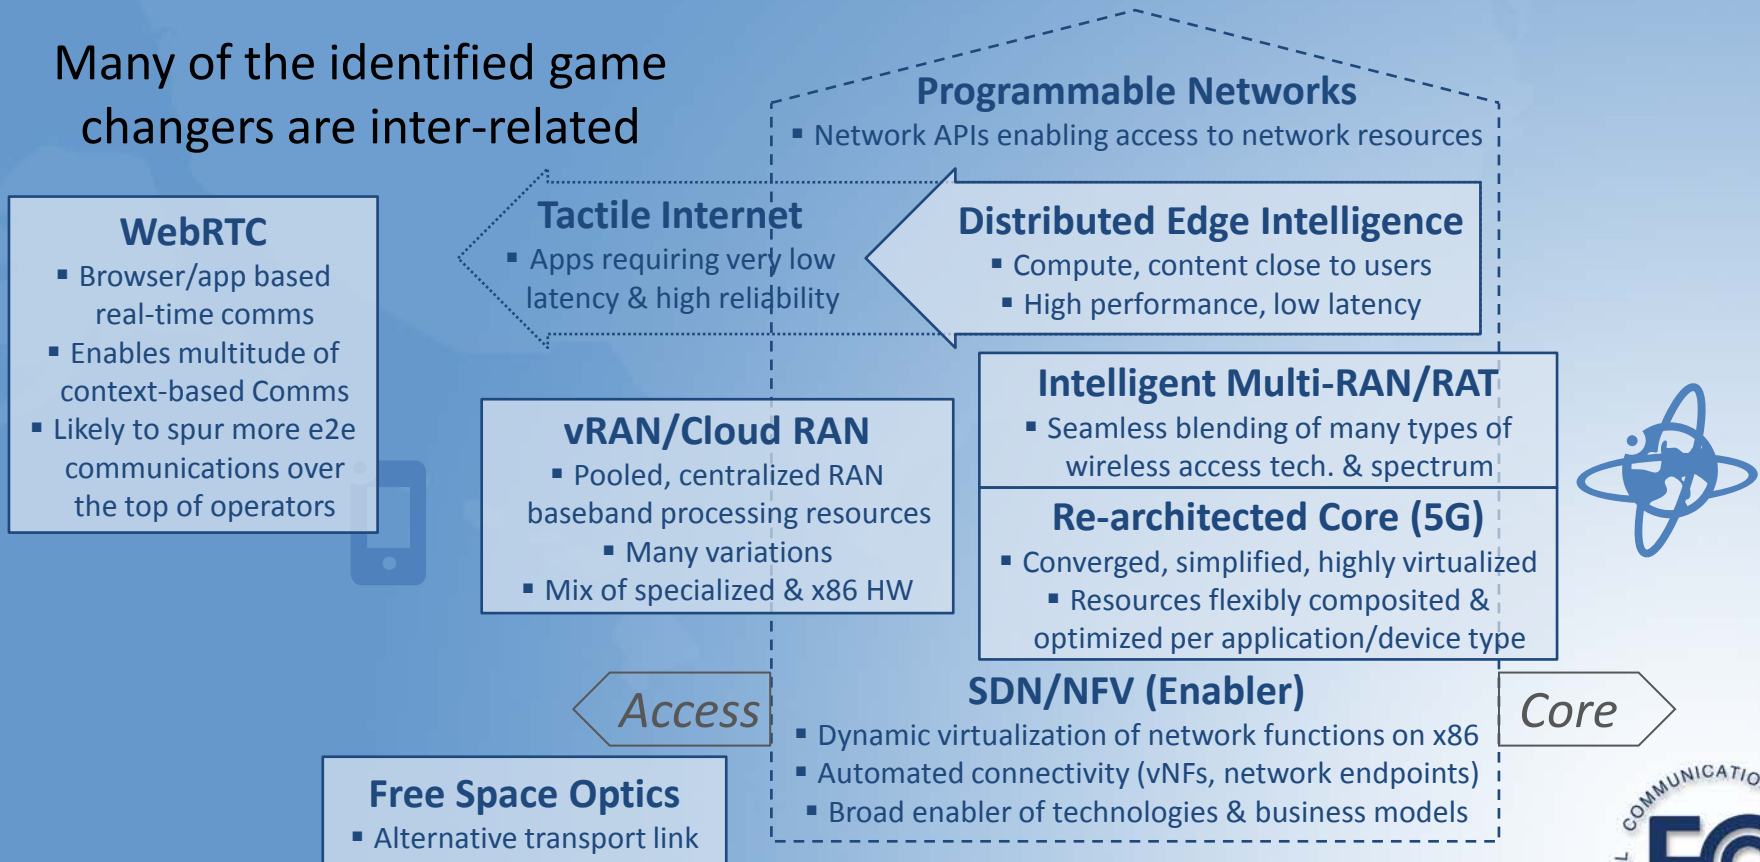 Many of the identified game
changers are inter-related
Programmable Networks
▪ Network APIs enabling access to network resources
WebRTC
▪ Browser/app based
real-time comms
▪ Enables multitude of
context-based Comms
▪ Likely to spur more e2e
communications over
the top of operators
Tactile Internet
▪ Apps requiring very low
latency & high reliability
Distributed Edge Intelligence
▪ Compute, content close to users
▪ High performance, low latency
vRAN/Cloud RAN
▪ Pooled, centralized RAN
baseband processing resources
▪ Many variations
▪ Mix of specialized & x86 HW
Intelligent Multi-RAN/RAT
▪ Seamless blending of many types of
wireless access tech. & spectrum
Re-architected Core (5G)
▪ Converged, simplified, highly virtualized
▪ Resources flexibly composited &
optimized per application/device type
Access
SDN/NFV (Enabler)
▪ Dynamic virtualization of network functions on x86
▪ Automated connectivity (vNFs, network endpoints)
▪ Broad enabler of technologies & business models
Core
Free Space Optics
▪ Alternative transport link